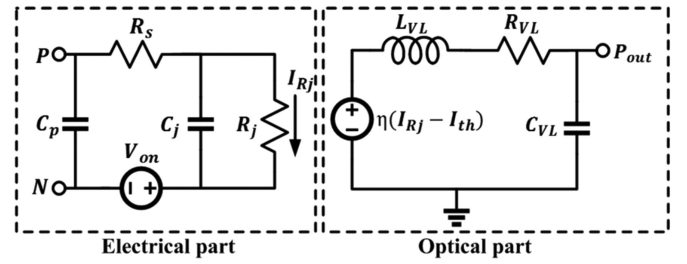 R_s
L_VL
R_VL
P
P_out
I_Rj
C_p
C_j
R_j
η(I_Rj − I_th)
C_VL
V_on
N
Electrical part
Optical part